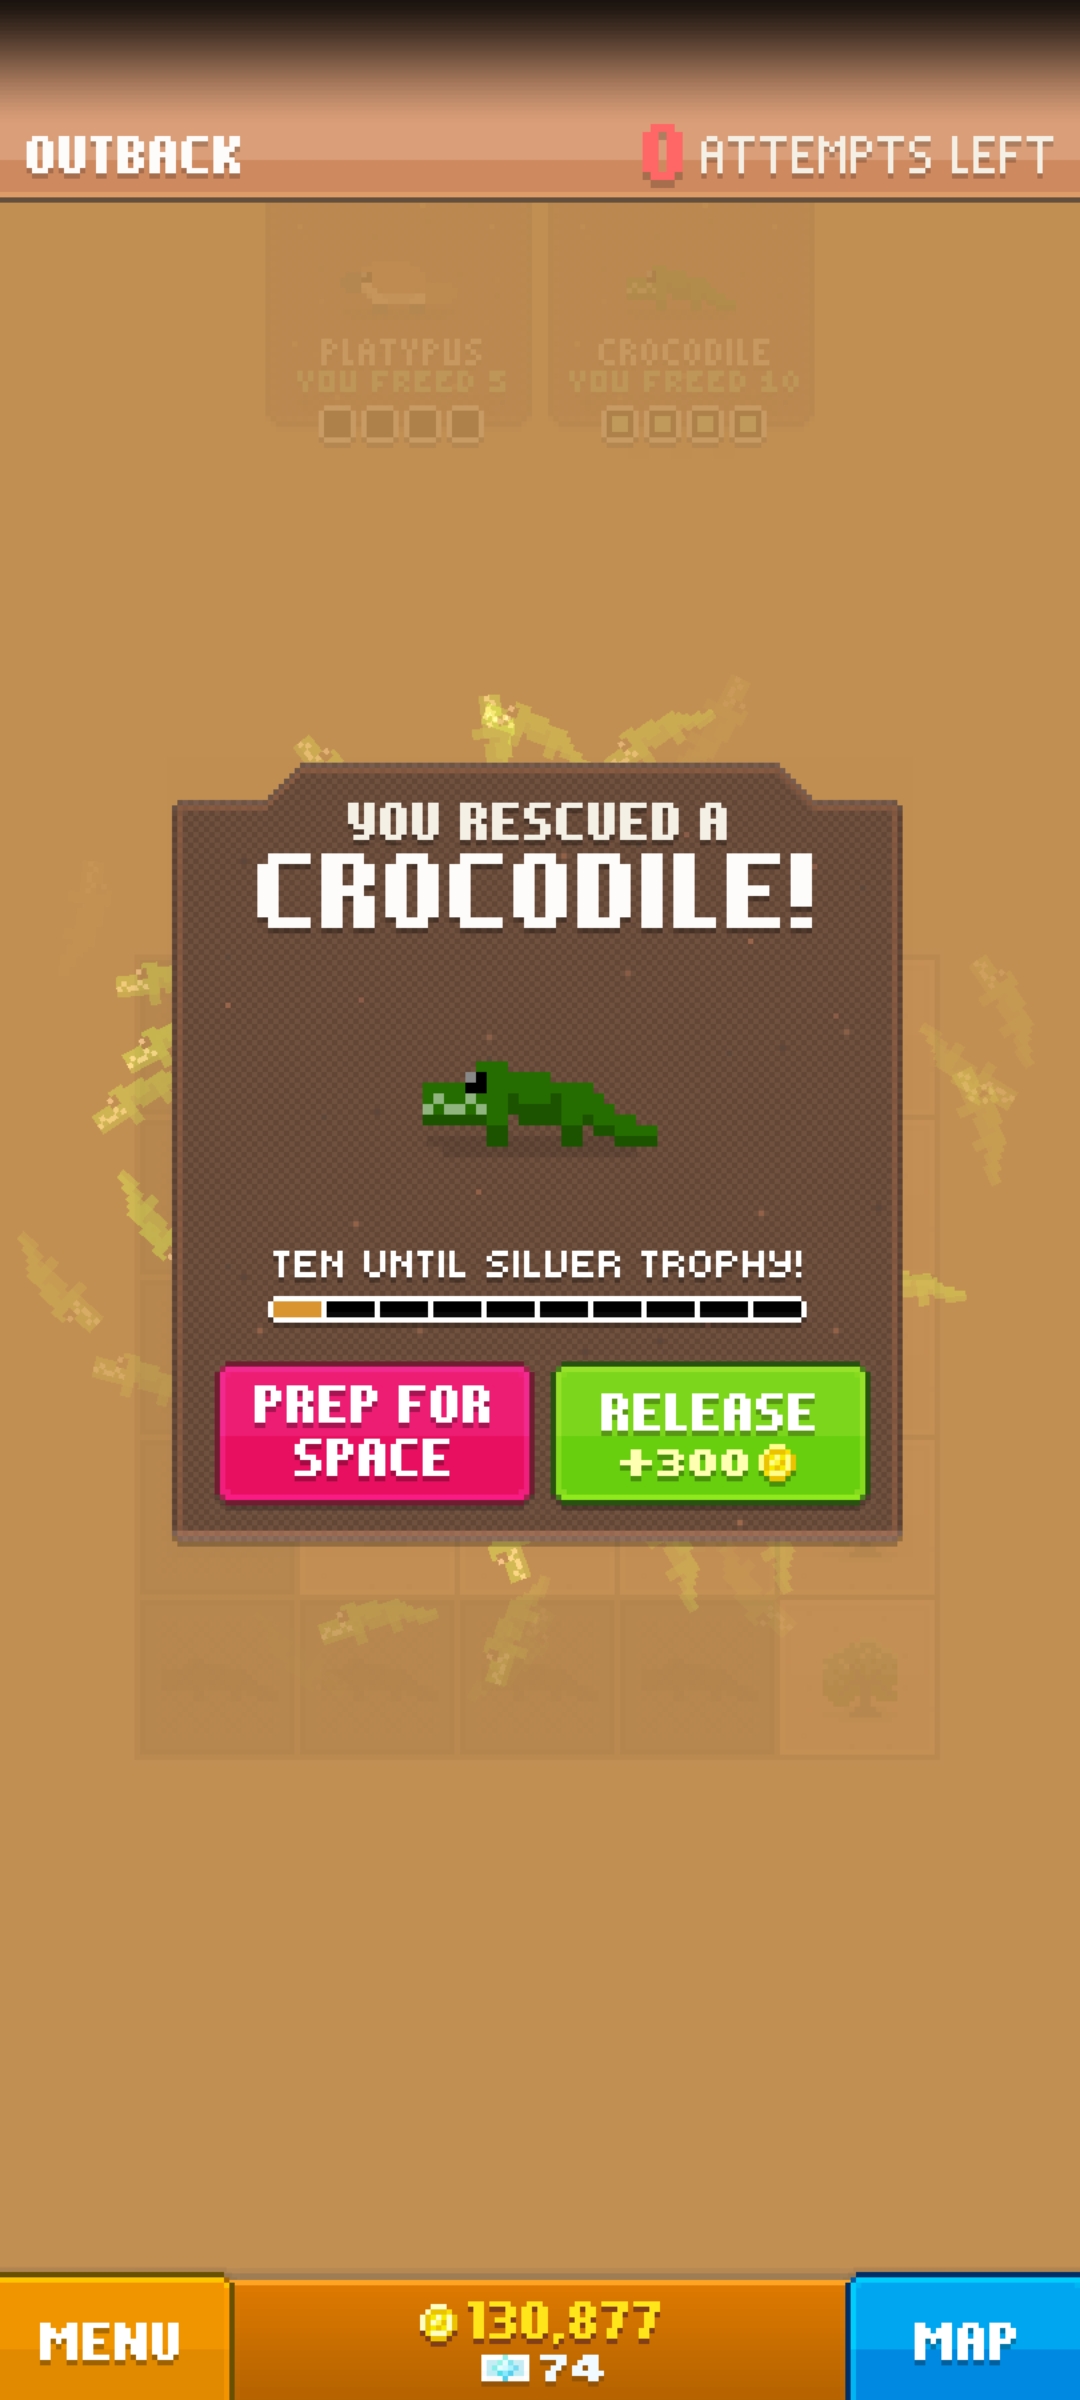 OUTBACK
0 ATTEMPTS LEFT
PLATYPUS
YOU FREED 5
CROCODILE
YOU FREED 10
YOU RESCUED A
CROCODILE!
TEN UNTIL SILVER TROPHY!
PREP FOR
SPACE
RELEASE
+300
MENU
130,877
74
MAP